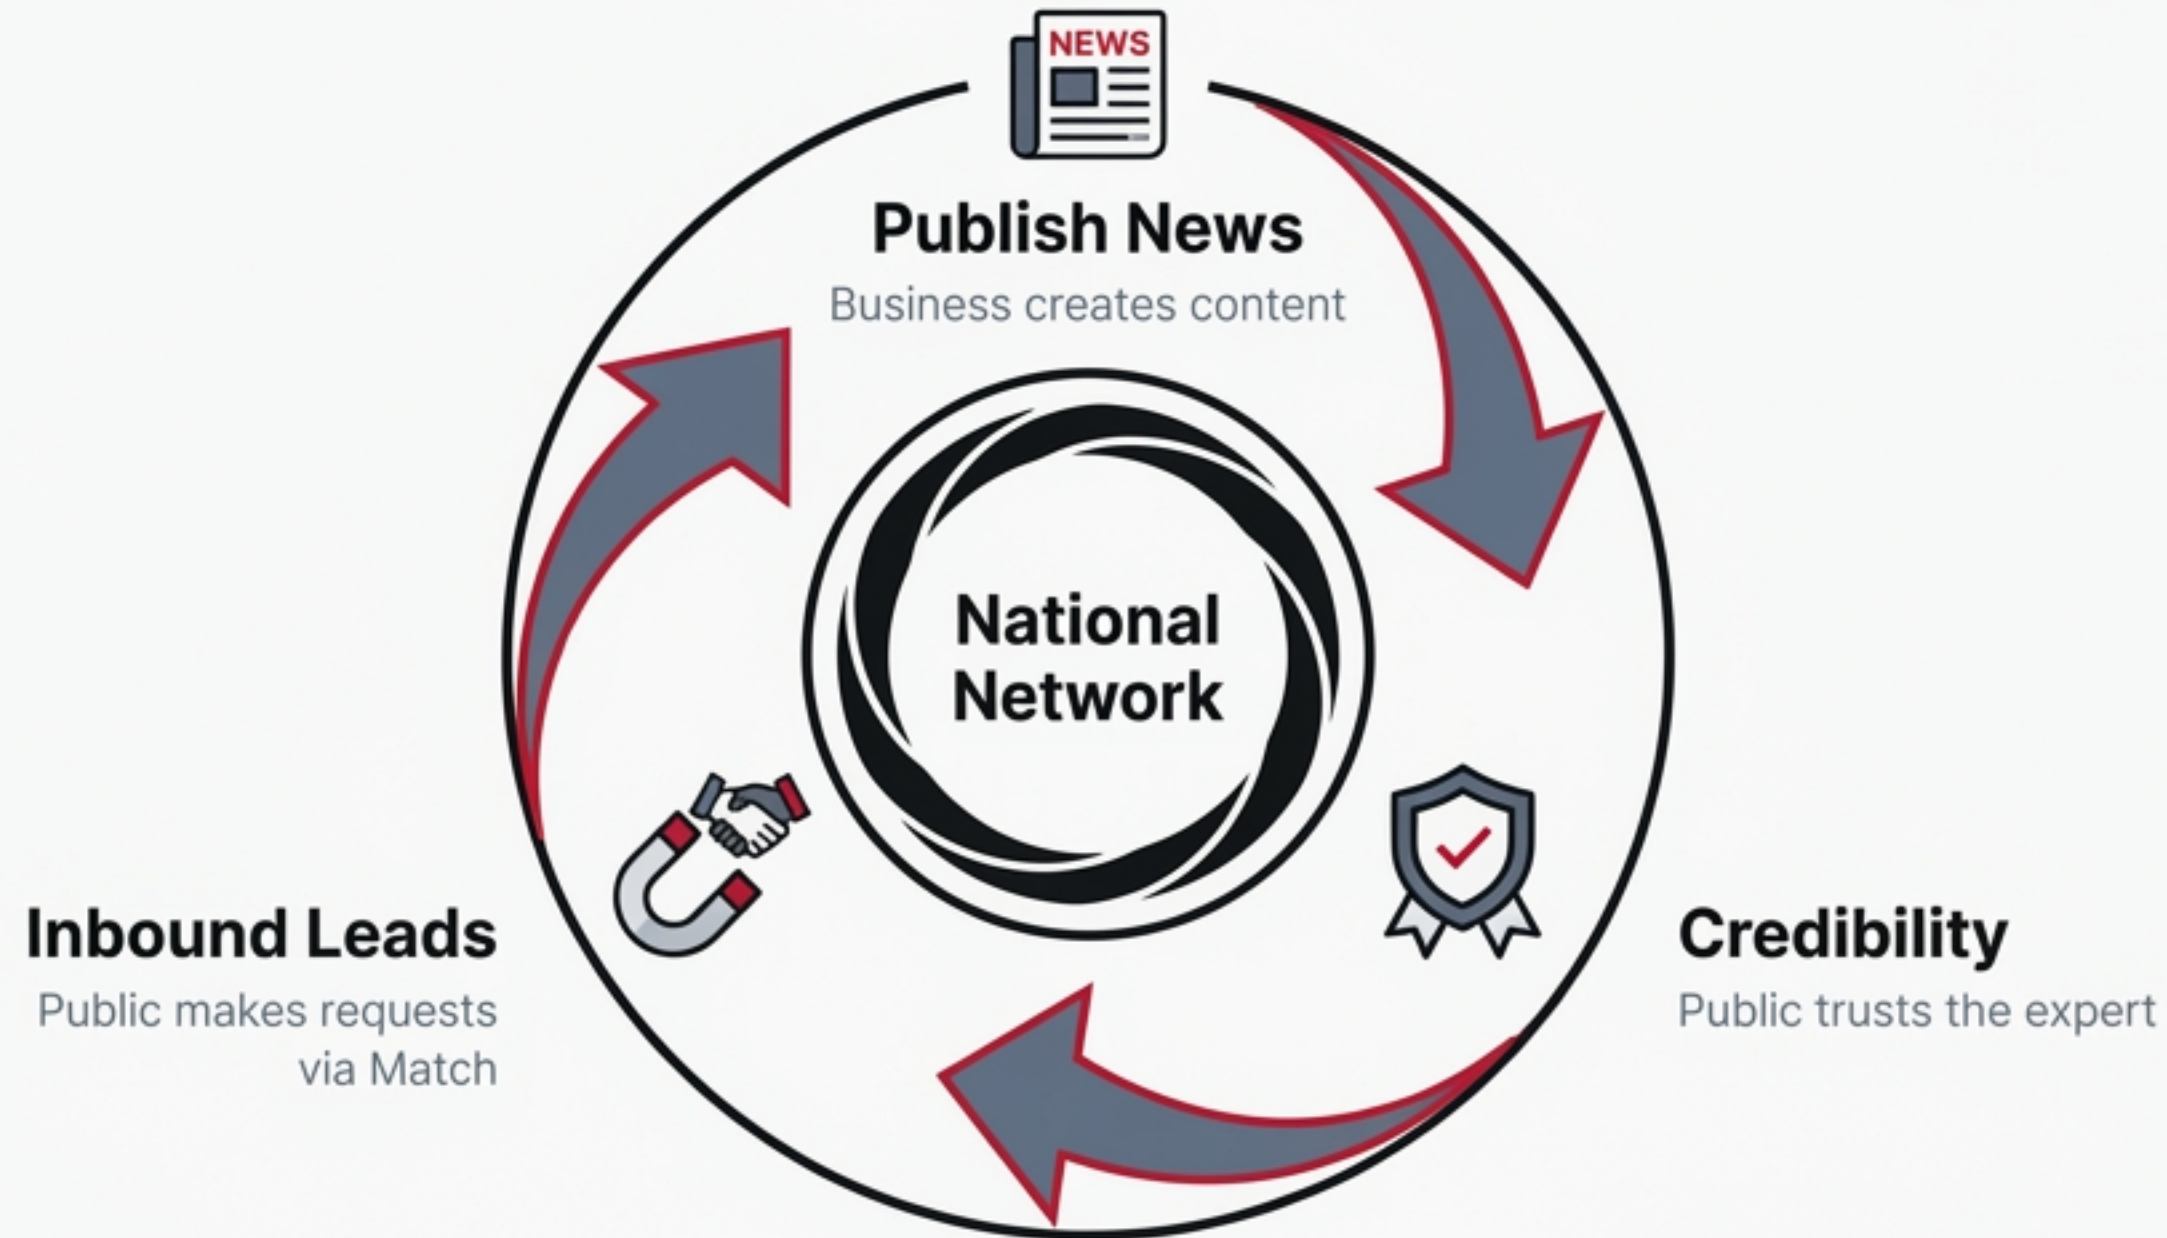 NEWS
Publish News
Business creates content
National
Network
Inbound Leads
Public makes requests
via Match
Credibility
Public trusts the expert